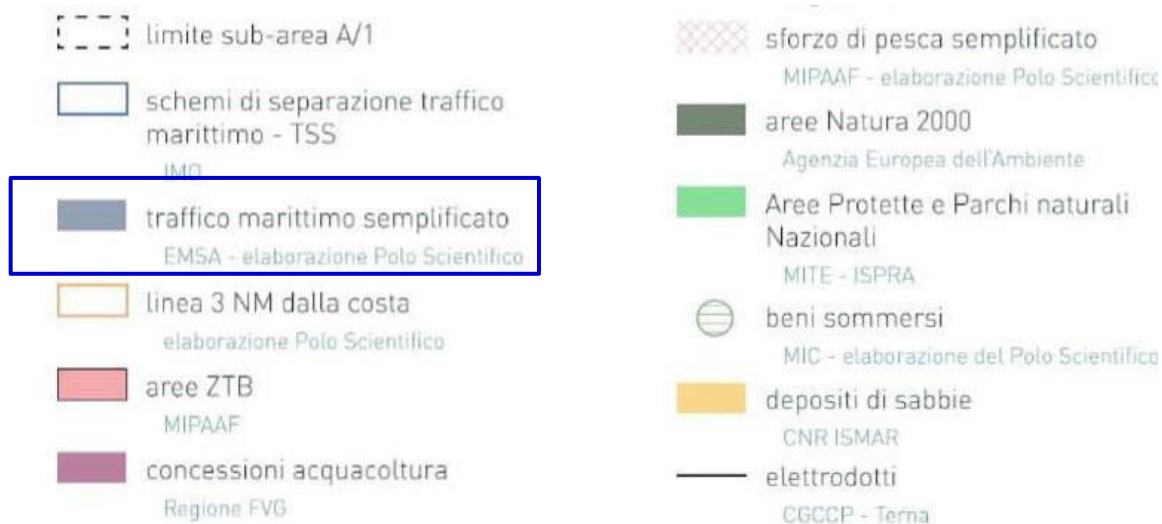 limite sub-area A/1
schemi di separazione traffico
marittimo - TSS
IMO
traffico marittimo semplificato
EMSA - elaborazione Polo Scientifico
linea 3 NM dalla costa
elaborazione Polo Scientifico
aree ZTB
MIPAAF
concessioni acquacoltura
Regione FVG
sforzo di pesca semplificato
MIPAAF - elaborazione Polo Scientifico
aree Natura 2000
Agenzia Europea dell'Ambiente
Aree Protette e Parchi naturali
Nazionali
MITE - ISPRA
beni sommersi
MIC - elaborazione del Polo Scientifico
depositi di sabbie
CNR ISMAR
elettrodotti
CGCCP - Terna